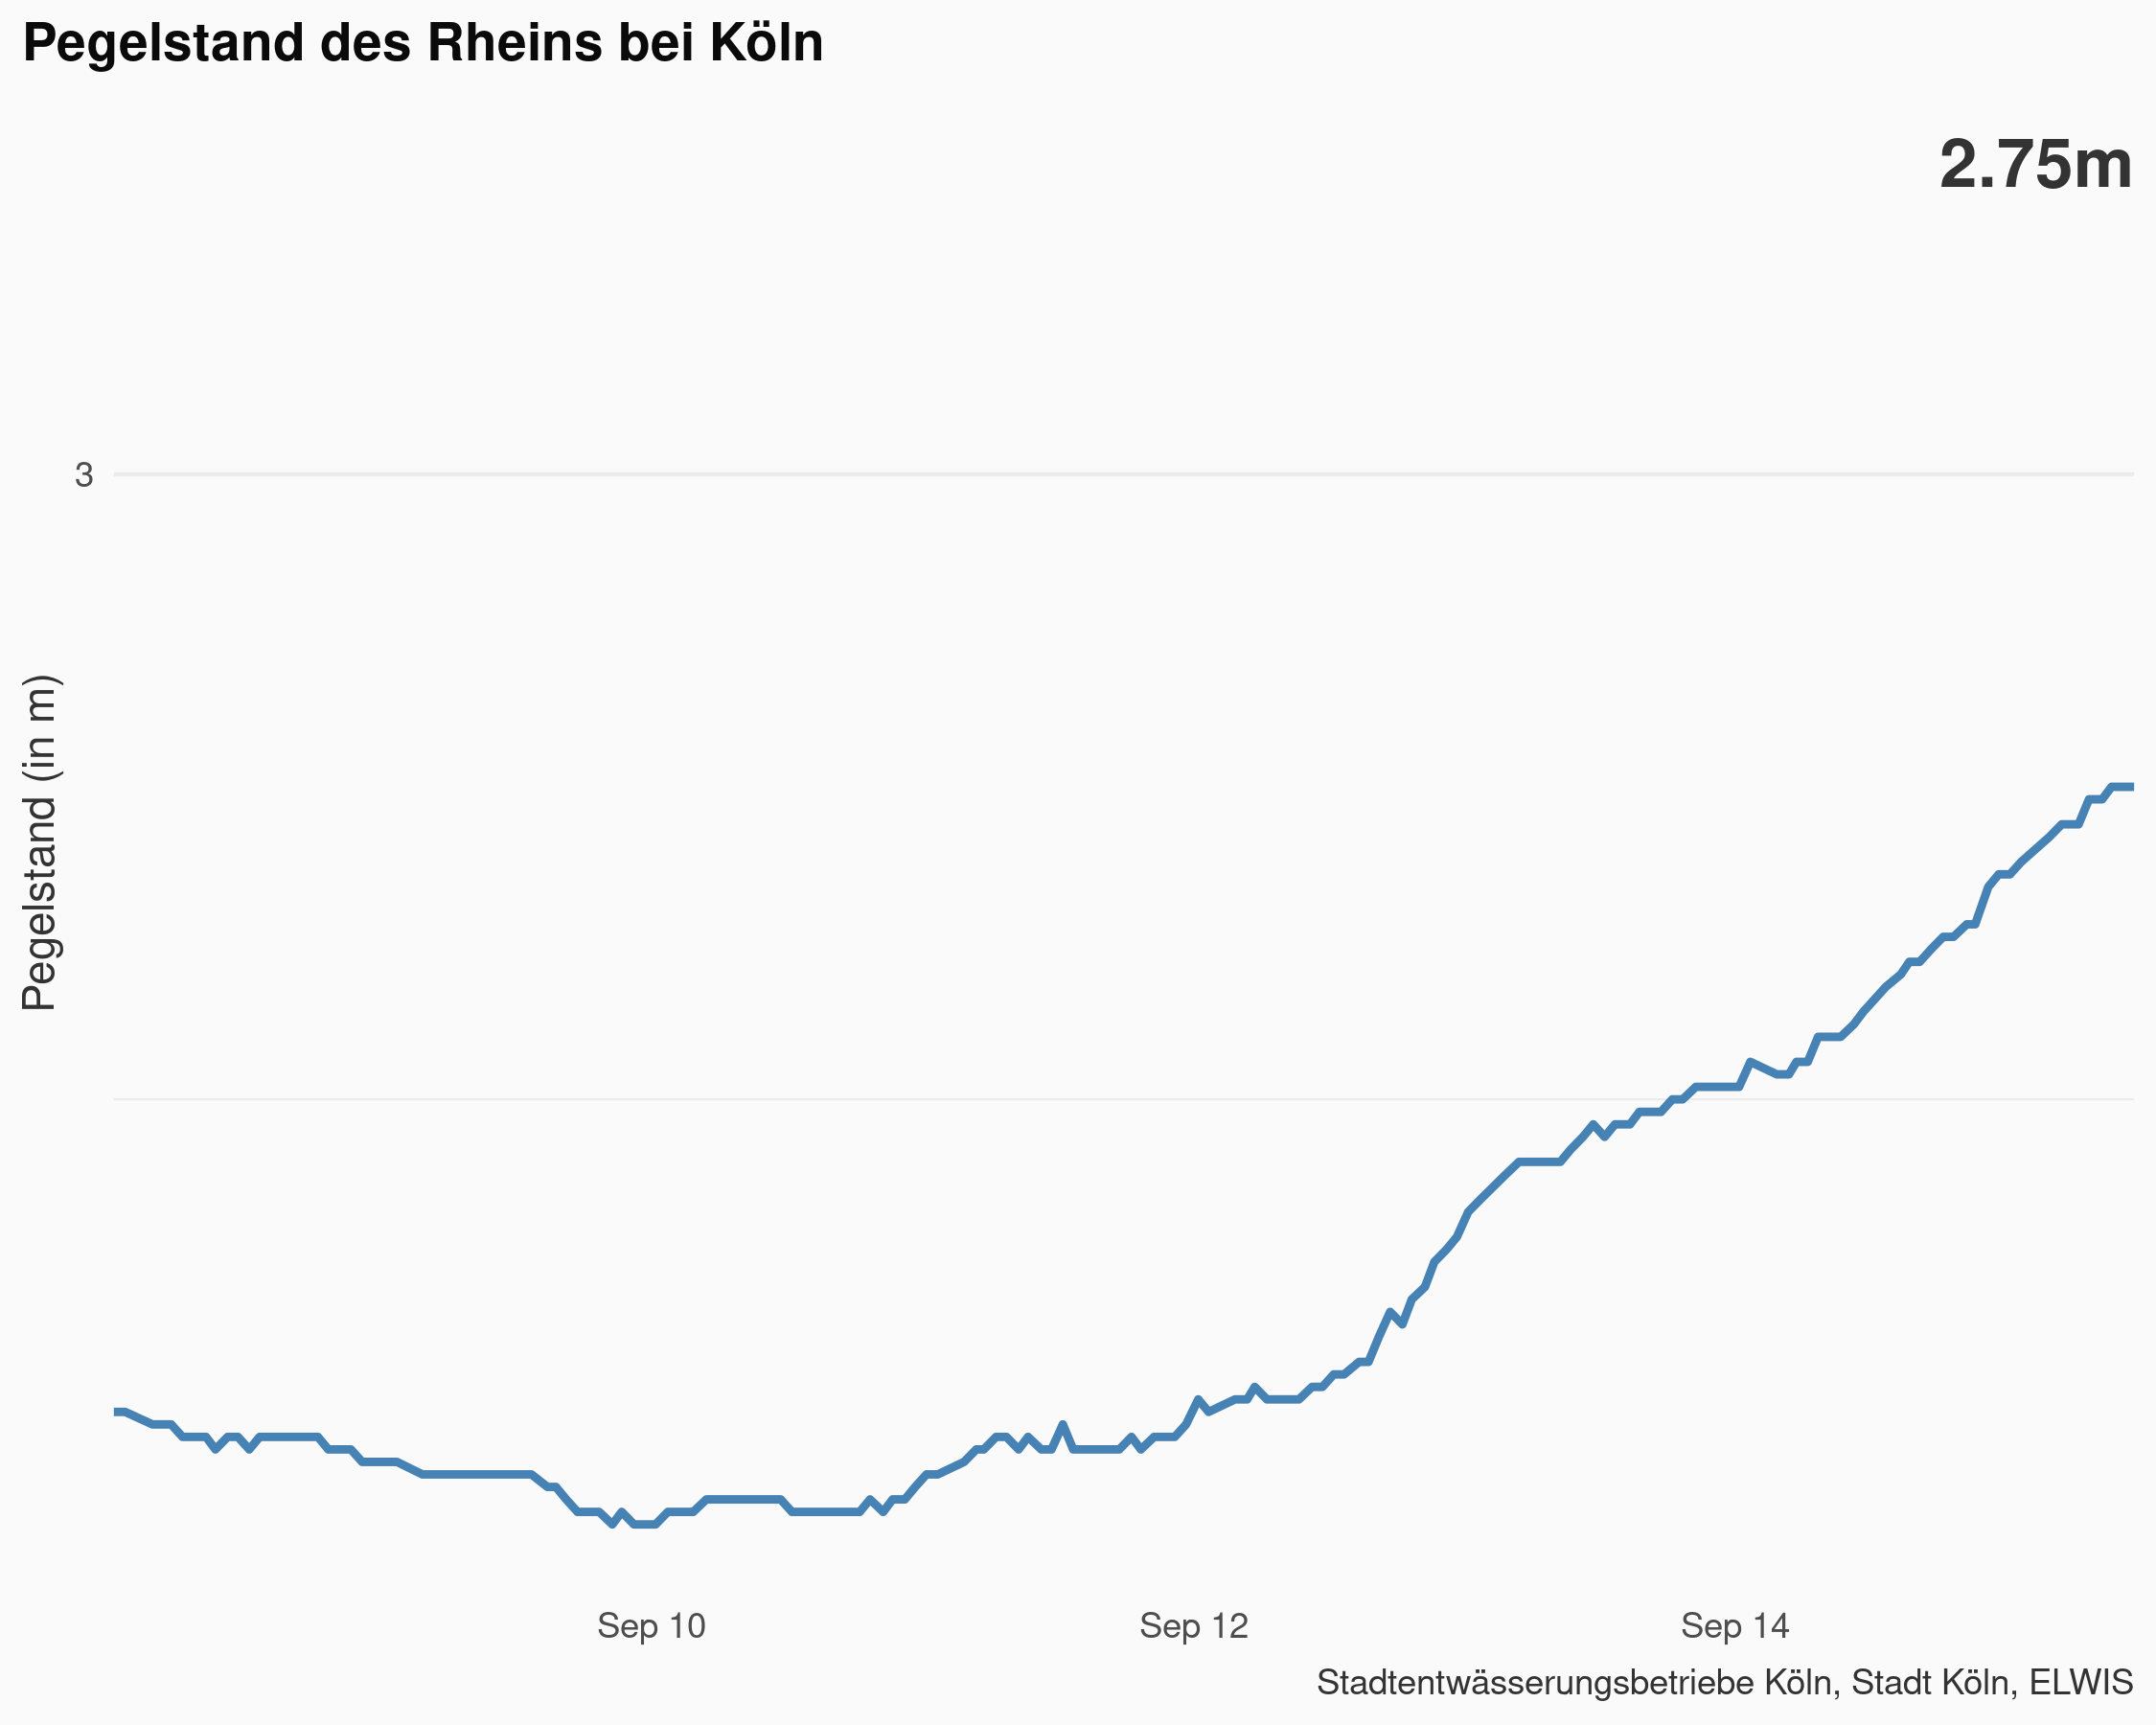 Pegelstand des Rheins bei Köln
2.75m
3
Pegelstand (in m)
Sep 10
Sep 12
Sep 14
Stadtentwässerungsbetriebe Köln, Stadt Köln, ELWIS